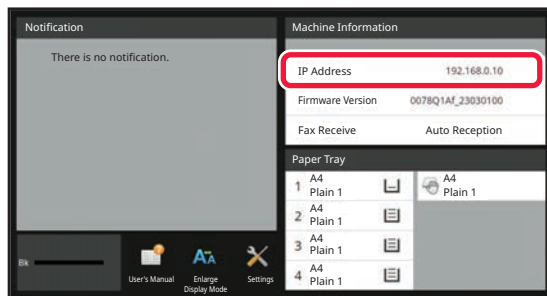 Notification
There is no notification.
Machine Information
IP Address 192.168.0.10
Firmware Version 0078Q1Af_23030100
Fax Receive Auto Reception
Paper Tray
1 A4
Plain 1
2 A4
Plain 1
3 A4
Plain 1
4 A4
Plain 1
A4
Plain 1
Bk
User's Manual
Enlarge
Display Mode
Settings